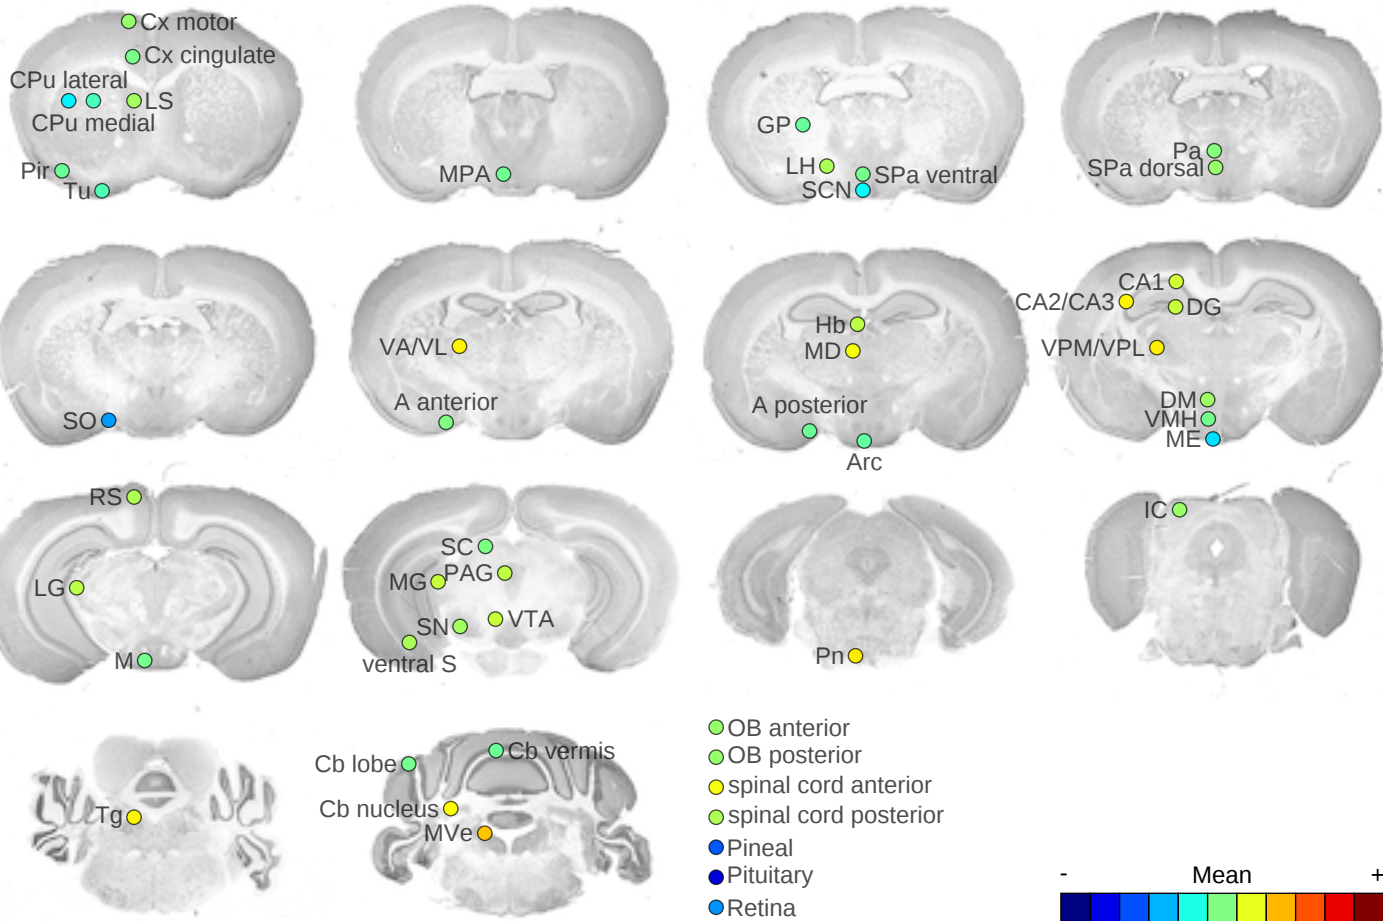 Cx motor
Cx cingulate
CPu lateral
LS
CPu medial
Pir
Tu
MPA
GP
LH
SPa ventral
SCN
Pa
SPa dorsal
SO
VA/VL
A anterior
Hb
MD
A posterior
Arc
CA1
CA2/CA3
DG
VPM/VPL
DM
VMH
ME
RS
LG
M
SC
MG
PAG
SN
VTA
ventral S
Pn
IC
Tg
Cb lobe
Cb vermis
Cb nucleus
MVe
OB anterior
OB posterior
spinal cord anterior
spinal cord posterior
Pineal
Pituitary
Retina
- Mean +